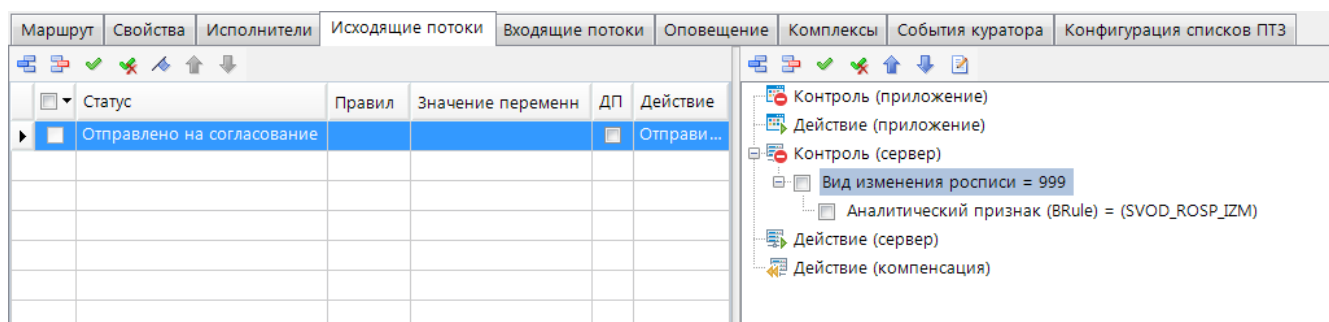 Маршрут Свойства Исполнители Исходящие потоки Входящие потоки Оповещение Комплексы События куратора Конфигурация списков ПТЗ
Статус Правил Значение переменн ДП Действие
Отправлено на согласование Отправи...
Контроль (приложение)
Действие (приложение)
Контроль (сервер)
Вид изменения росписи = 999
Аналитический признак (BRule) = (SVOD_ROSP_IZM)
Действие (сервер)
Действие (компенсация)